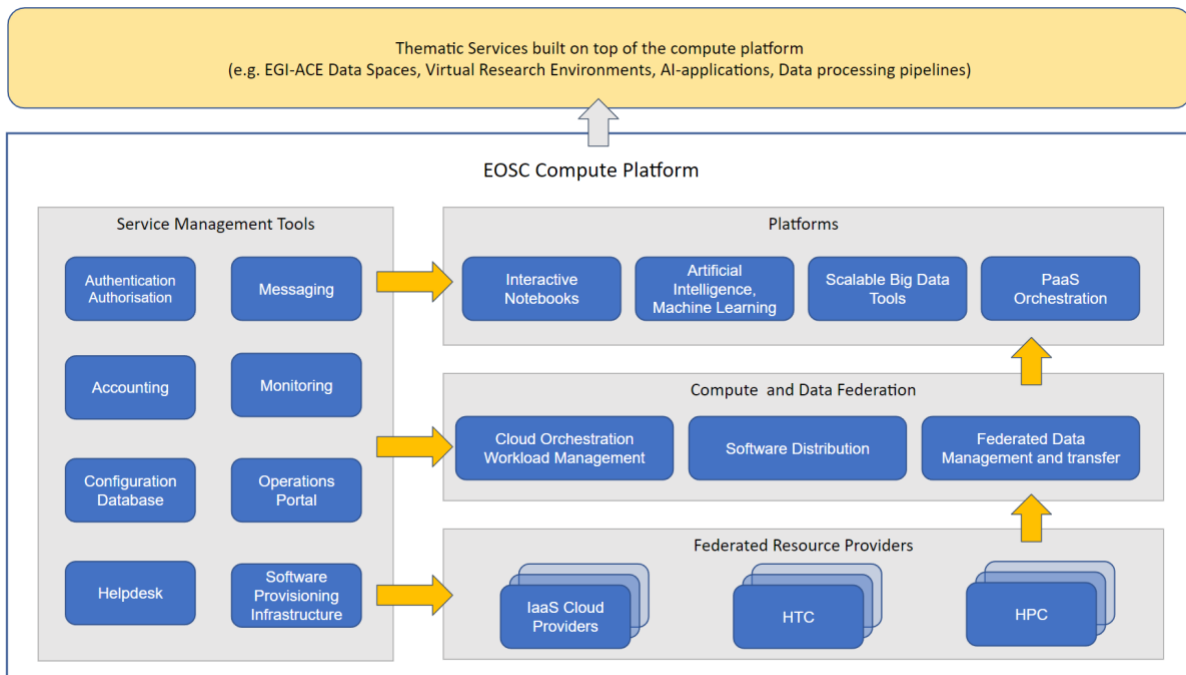 Thematic Services built on top of the compute platform
(e.g. EGI-ACE Data Spaces, Virtual Research Environments, AI-applications, Data processing pipelines)
EOSC Compute Platform
Service Management Tools
Authentication
Authorisation
Messaging
Accounting
Monitoring
Configuration
Database
Operations
Portal
Helpdesk
Software
Provisioning
Infrastructure
Platforms
Interactive
Notebooks
Artificial
Intelligence,
Machine Learning
Scalable Big Data
Tools
PaaS
Orchestration
Compute and Data Federation
Cloud Orchestration
Workload Management
Software Distribution
Federated Data
Management and transfer
Federated Resource Providers
IaaS Cloud
Providers
HTC
HPC